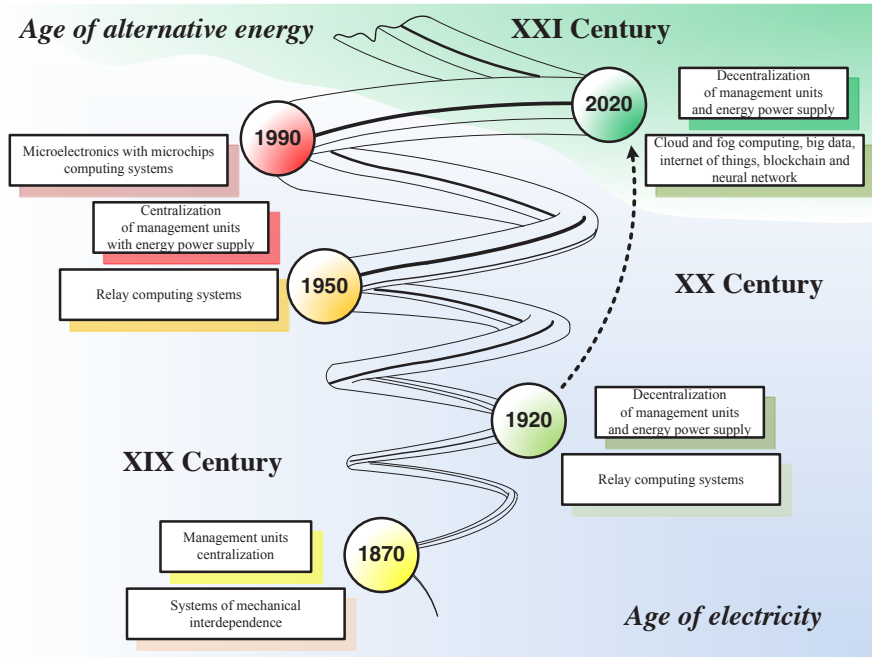 Age of alternative energy
XXI Century
2020
Decentralization
of management units
and energy power supply
Cloud and fog computing, big data,
internet of things, blockchain and
neural network
1990
Microelectronics with microchips
computing systems
Centralization
of management units
with energy power supply
1950
Relay computing systems
XX Century
1920
Decentralization
of management units
and energy power supply
Relay computing systems
XIX Century
1870
Management units
centralization
Systems of mechanical
interdependence
Age of electricity